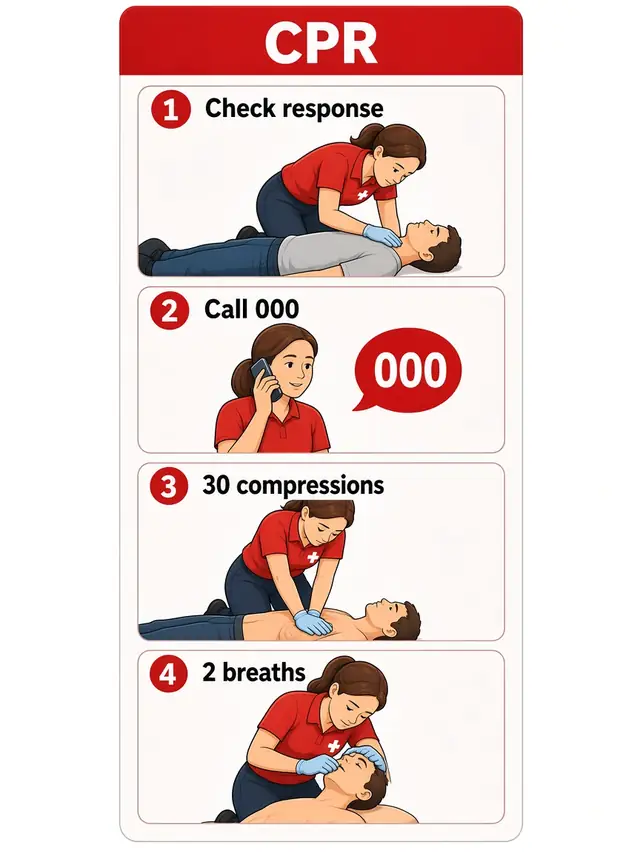 CPR
1 Check response
2 Call 000
000
3 30 compressions
4 2 breaths